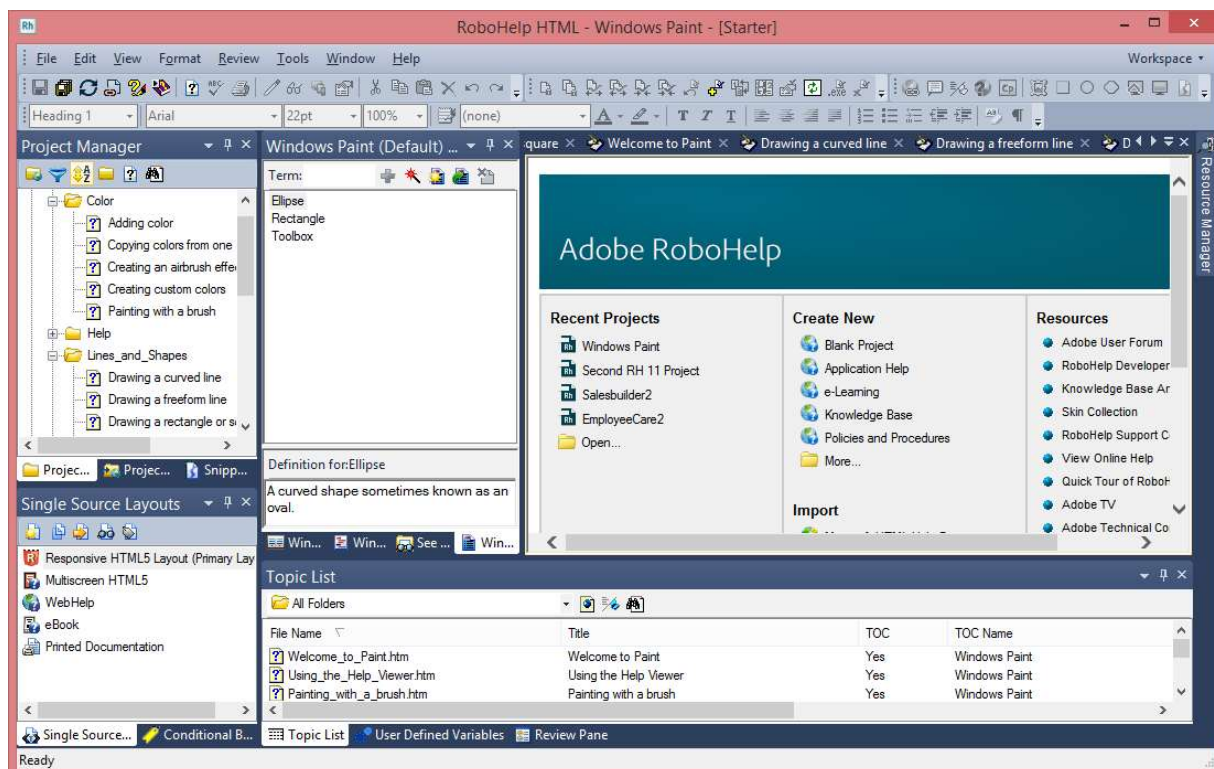 Rh
RoboHelp HTML - Windows Paint - [Starter]
File Edit View Format Review Tools Window Help
Workspace
Heading 1 Arial 22pt 100% (none)
Project Manager
Color
Adding color
Copying colors from one
Creating an airbrush effe
Creating custom colors
Painting with a brush
Help
Lines_and_Shapes
Drawing a curved line
Drawing a freeform line
Drawing a rectangle or s
Projec... Projec... Snipp...
Single Source Layouts
Responsive HTML5 Layout (Primary Lay
Multiscreen HTML5
WebHelp
eBook
Printed Documentation
Single Source... Conditional B...
Windows Paint (Default) ...
Term:
Ellipse
Rectangle
Toolbox
Definition for:Ellipse
A curved shape sometimes known as an
oval.
Win... Win... See ... Win...
quare Welcome to Paint Drawing a curved line Drawing a freeform line D
Adobe RoboHelp
Recent Projects
Windows Paint
Second RH 11 Project
Salesbuilder2
EmployeeCare2
Open...
Create New
Blank Project
Application Help
e-Learning
Knowledge Base
Policies and Procedures
More...
Import
Resources
Adobe User Forum
RoboHelp Developer
Knowledge Base Ar
Skin Collection
RoboHelp Support C
View Online Help
Quick Tour of RoboH
Adobe TV
Adobe Technical Co
Resource Manager
Topic List
All Folders
File Name Title TOC TOC Name
Welcome_to_Paint.htm Welcome to Paint Yes Windows Paint
Using_the_Help_Viewer.htm Using the Help Viewer Yes Windows Paint
Painting_with_a_brush.htm Painting with a brush Yes Windows Paint
Topic List User Defined Variables Review Pane
Ready